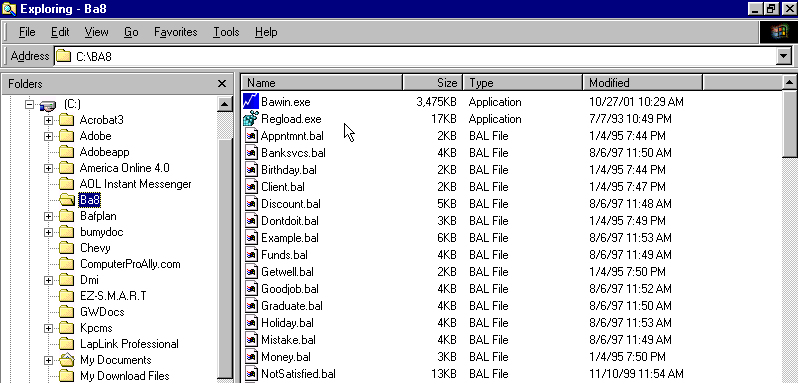 Exploring - Ba8
File Edit View Go Favorites Tools Help
Address C:\BA8
Folders
(C:)
Acrobat3
Adobe
Adobeapp
America Online 4.0
AOL Instant Messenger
Ba8
Bafplan
bumydoc
Chevy
ComputerProAlly.com
Dmi
EZ-S.M.A.R.T
GWDocs
Kpcms
LapLink Professional
My Documents
My Download Files
Name Size Type Modified
Bawin.exe 3,475KB Application 10/27/01 10:29 AM
Regload.exe 17KB Application 7/7/93 10:49 PM
Appntmnt.bal 2KB BAL File 1/4/95 7:44 PM
Banksvcs.bal 4KB BAL File 8/6/97 11:50 AM
Birthday.bal 2KB BAL File 1/4/95 7:44 PM
Client.bal 2KB BAL File 1/4/95 7:47 PM
Discount.bal 5KB BAL File 8/6/97 11:48 AM
Dontdoit.bal 3KB BAL File 1/4/95 7:49 PM
Example.bal 6KB BAL File 8/6/97 11:53 AM
Funds.bal 4KB BAL File 8/6/97 11:49 AM
Getwell.bal 2KB BAL File 1/4/95 7:50 PM
Goodjob.bal 4KB BAL File 8/6/97 11:52 AM
Graduate.bal 4KB BAL File 8/6/97 11:50 AM
Holiday.bal 4KB BAL File 8/6/97 11:53 AM
Mistake.bal 4KB BAL File 8/6/97 11:49 AM
Money.bal 3KB BAL File 1/4/95 7:50 PM
NotSatisfied.bal 13KB BAL File 11/10/99 11:54 AM